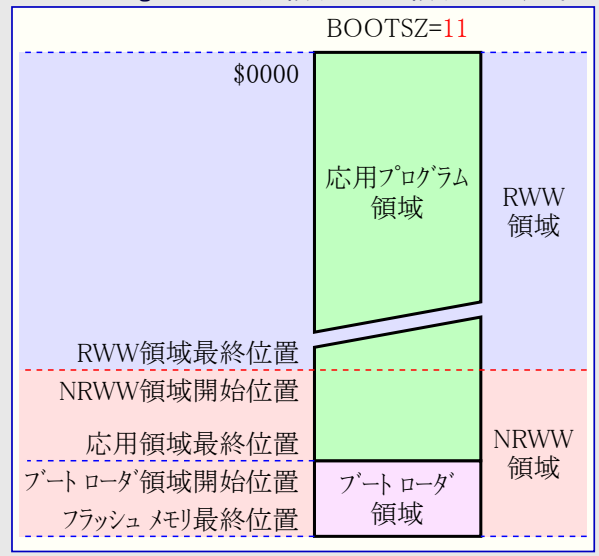 BOOTSZ=11
$0000
応用プログラム
領域
RWW
領域
RWW領域最終位置
NRWW領域開始位置
応用領域最終位置
NRWW
領域
ブート ローダ領域開始位置
ブート ローダ
領域
フラッシュ メモリ最終位置